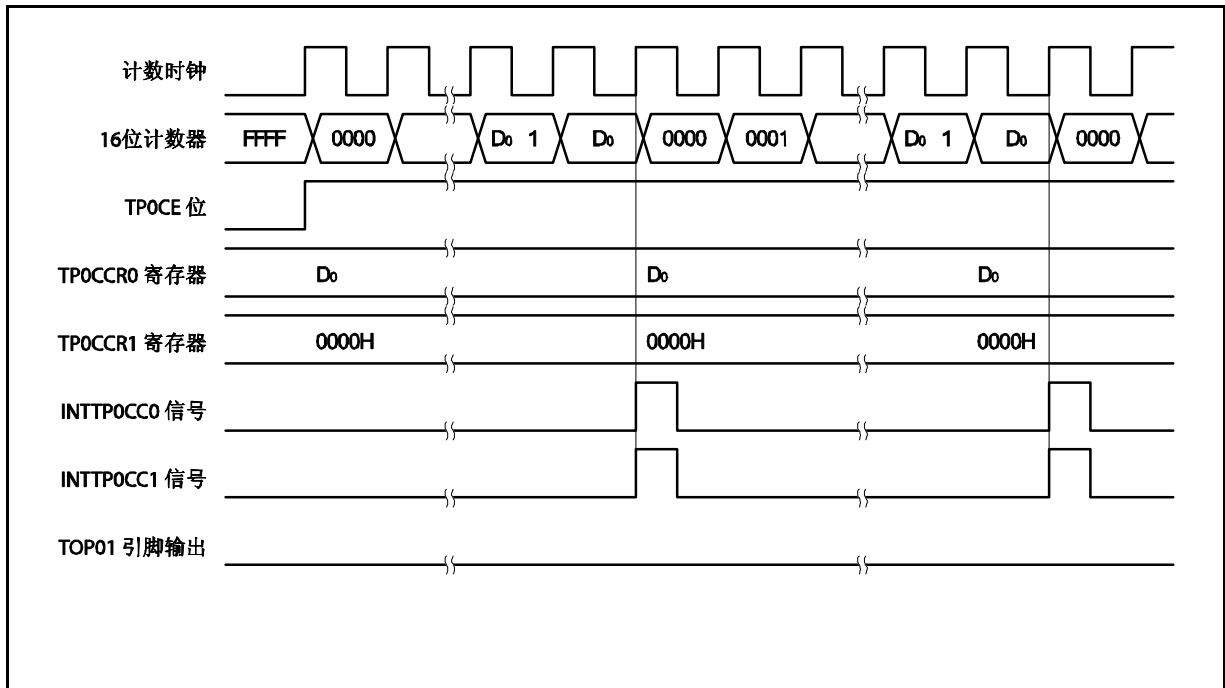 计数时钟
16位计数器 FFFF 0000 D0 1 D0 0000 0001 D0 1 D0 0000
TP0CE 位
TP0CCR0 寄存器 D0 D0 D0
TP0CCR1 寄存器 0000H 0000H 0000H
INTTP0CC0 信号
INTTP0CC1 信号
TOP01 引脚输出